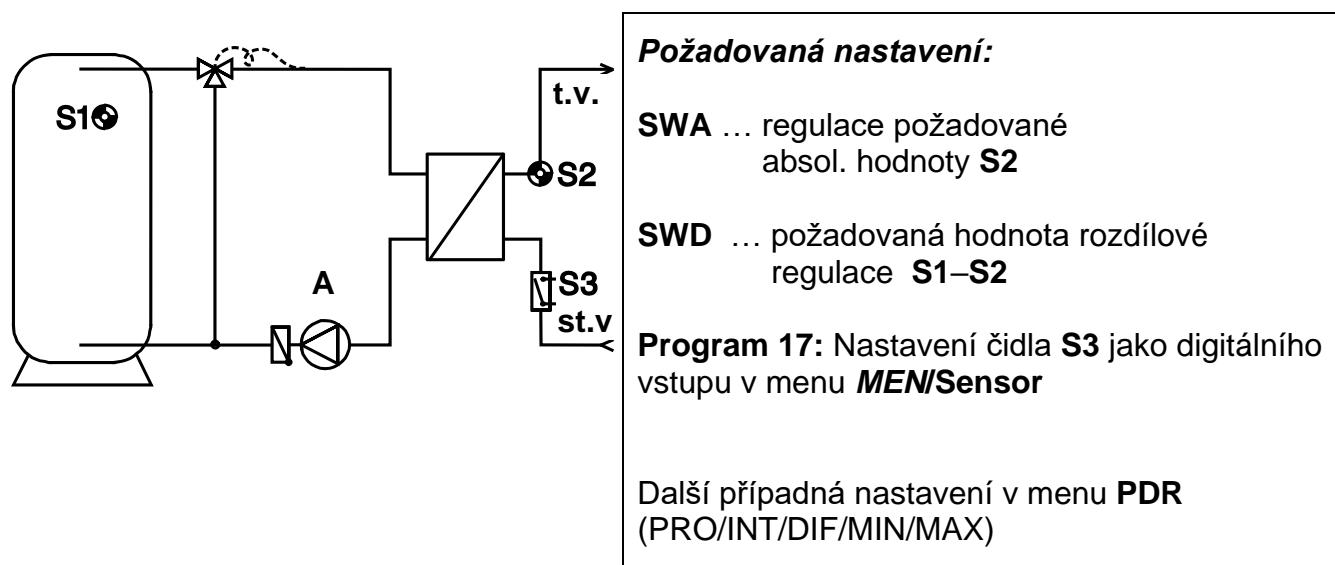 S1
t.v.
S2
A
S3
st.v
Požadovaná nastavení:
SWA … regulace požadované
absol. hodnoty S2
SWD … požadovaná hodnota rozdílové
regulace S1–S2
Program 17: Nastavení čidla S3 jako digitálního
vstupu v menu MEN/Sensor
Další případná nastavení v menu PDR
(PRO/INT/DIF/MIN/MAX)